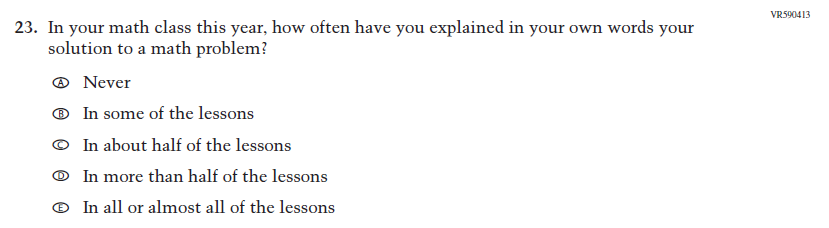 VR590413
23. In your math class this year, how often have you explained in your own words your
solution to a math problem?
A Never
B In some of the lessons
C In about half of the lessons
D In more than half of the lessons
E In all or almost all of the lessons